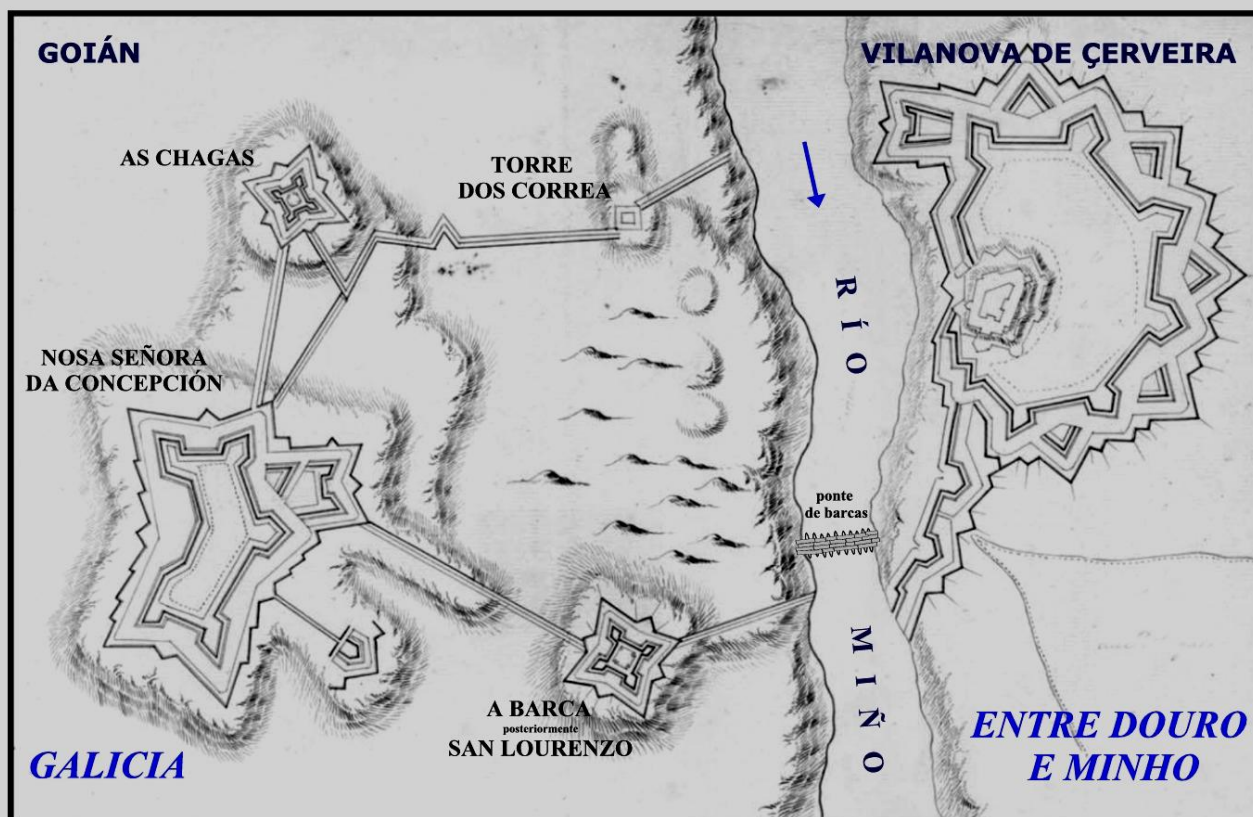 GOIÁN
VILANOVA DE ÇERVEIRA
AS CHAGAS
TORRE
DOS CORREA
NOSA SEÑORA
DA CONCEPCIÓN
RÍO
MIÑO
ponte
de barcas
A BARCA
posteriormente
SAN LOURENZO
GALICIA
ENTRE DOURO
E MINHO